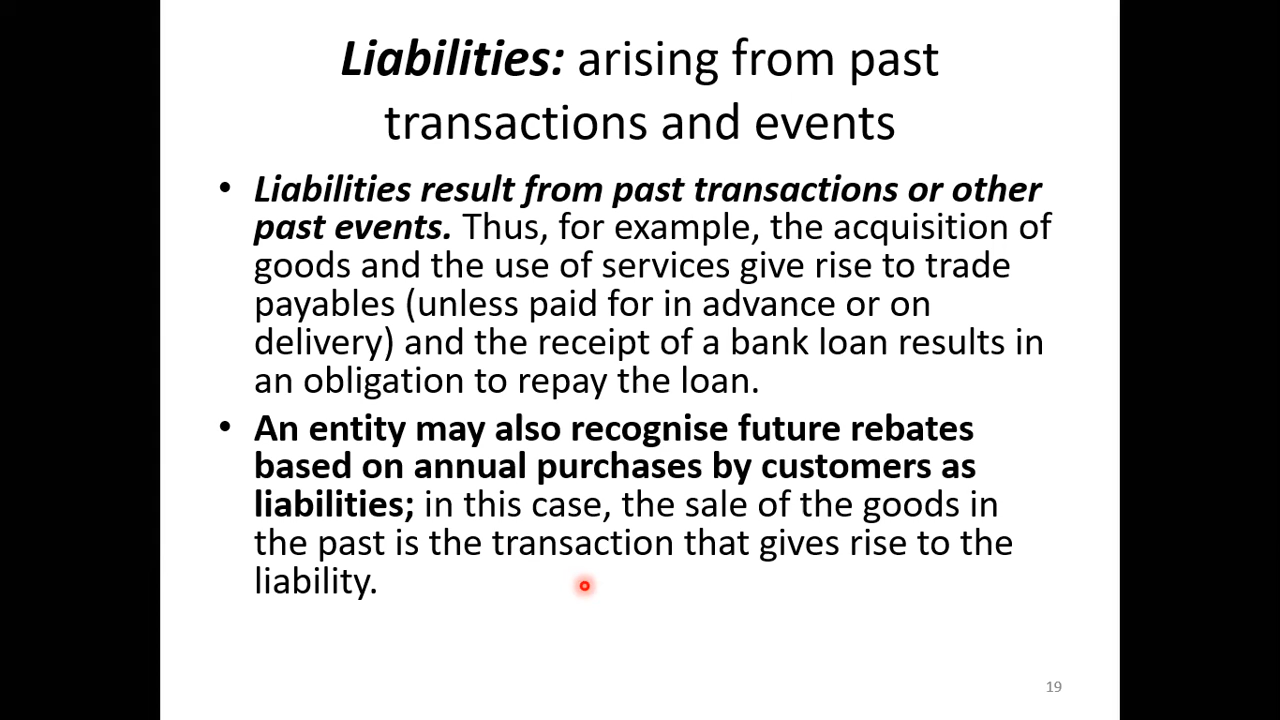 Liabilities: arising from past
transactions and events
• Liabilities result from past transactions or other
past events. Thus, for example, the acquisition of
goods and the use of services give rise to trade
payables (unless paid for in advance or on
delivery) and the receipt of a bank loan results in
an obligation to repay the loan.
• An entity may also recognise future rebates
based on annual purchases by customers as
liabilities; in this case, the sale of the goods in
the past is the transaction that gives rise to the
liability.
19